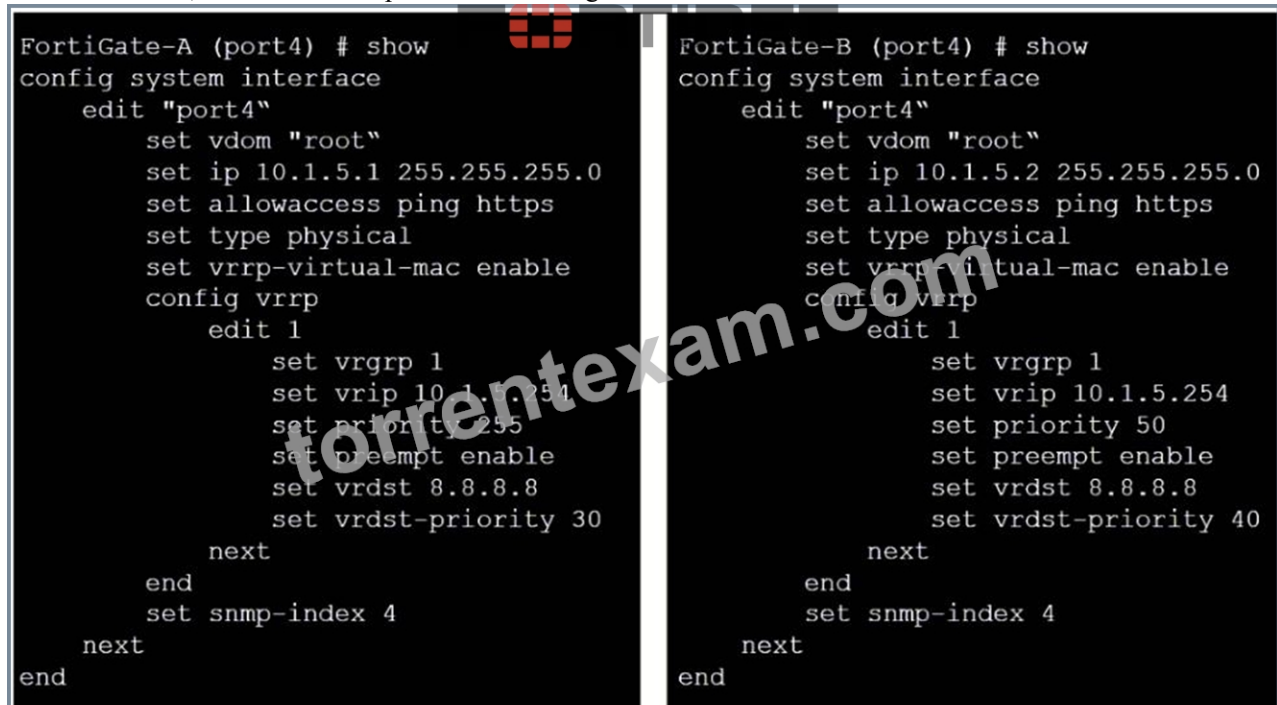 FortiGate-A (port4) # show
config system interface
edit "port4“
set vdom "root“
set ip 10.1.5.1 255.255.255.0
set allowaccess ping https
set type physical
set vrrp-virtual-mac enable
config vrrp
edit 1
set vrgrp 1
set vrip 10.1.5.254
set priority 255
set preempt enable
set vrdst 8.8.8.8
set vrdst-priority 30
next
end
set snmp-index 4
next
end
FortiGate-B (port4) # show
config system interface
edit "port4“
set vdom "root“
set ip 10.1.5.2 255.255.255.0
set allowaccess ping https
set type physical
set vrrp-virtual-mac enable
config vrrp
edit 1
set vrgrp 1
set vrip 10.1.5.254
set priority 50
set preempt enable
set vrdst 8.8.8.8
set vrdst-priority 40
next
end
set snmp-index 4
next
end
torrentexam.com